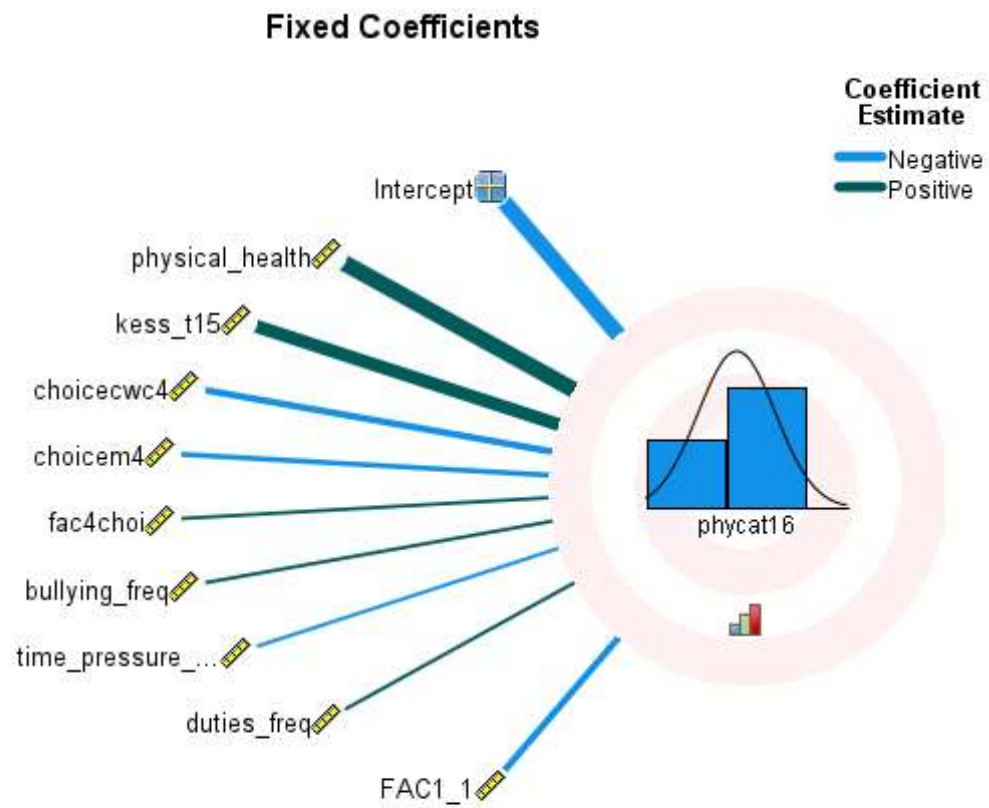 Fixed Coefficients
Coefficient
Estimate
Negative
Positive
Intercept
physical_health
kess_t15
choicecwc4
choicem4
fac4choi
bullying_freq
time_pressure_...
duties_freq
FAC1_1
phycat16